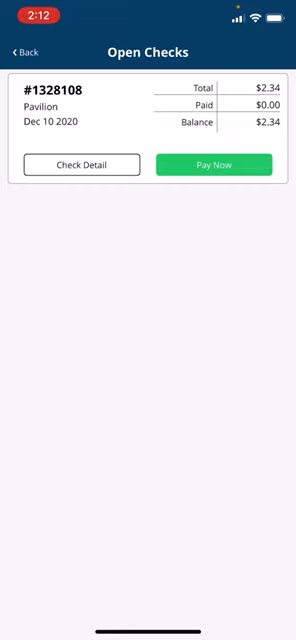 2:12
Back
Open Checks
#1328108
Pavilion
Dec 10 2020
Total $2.34
Paid $0.00
Balance $2.34
Check Detail
Pay Now